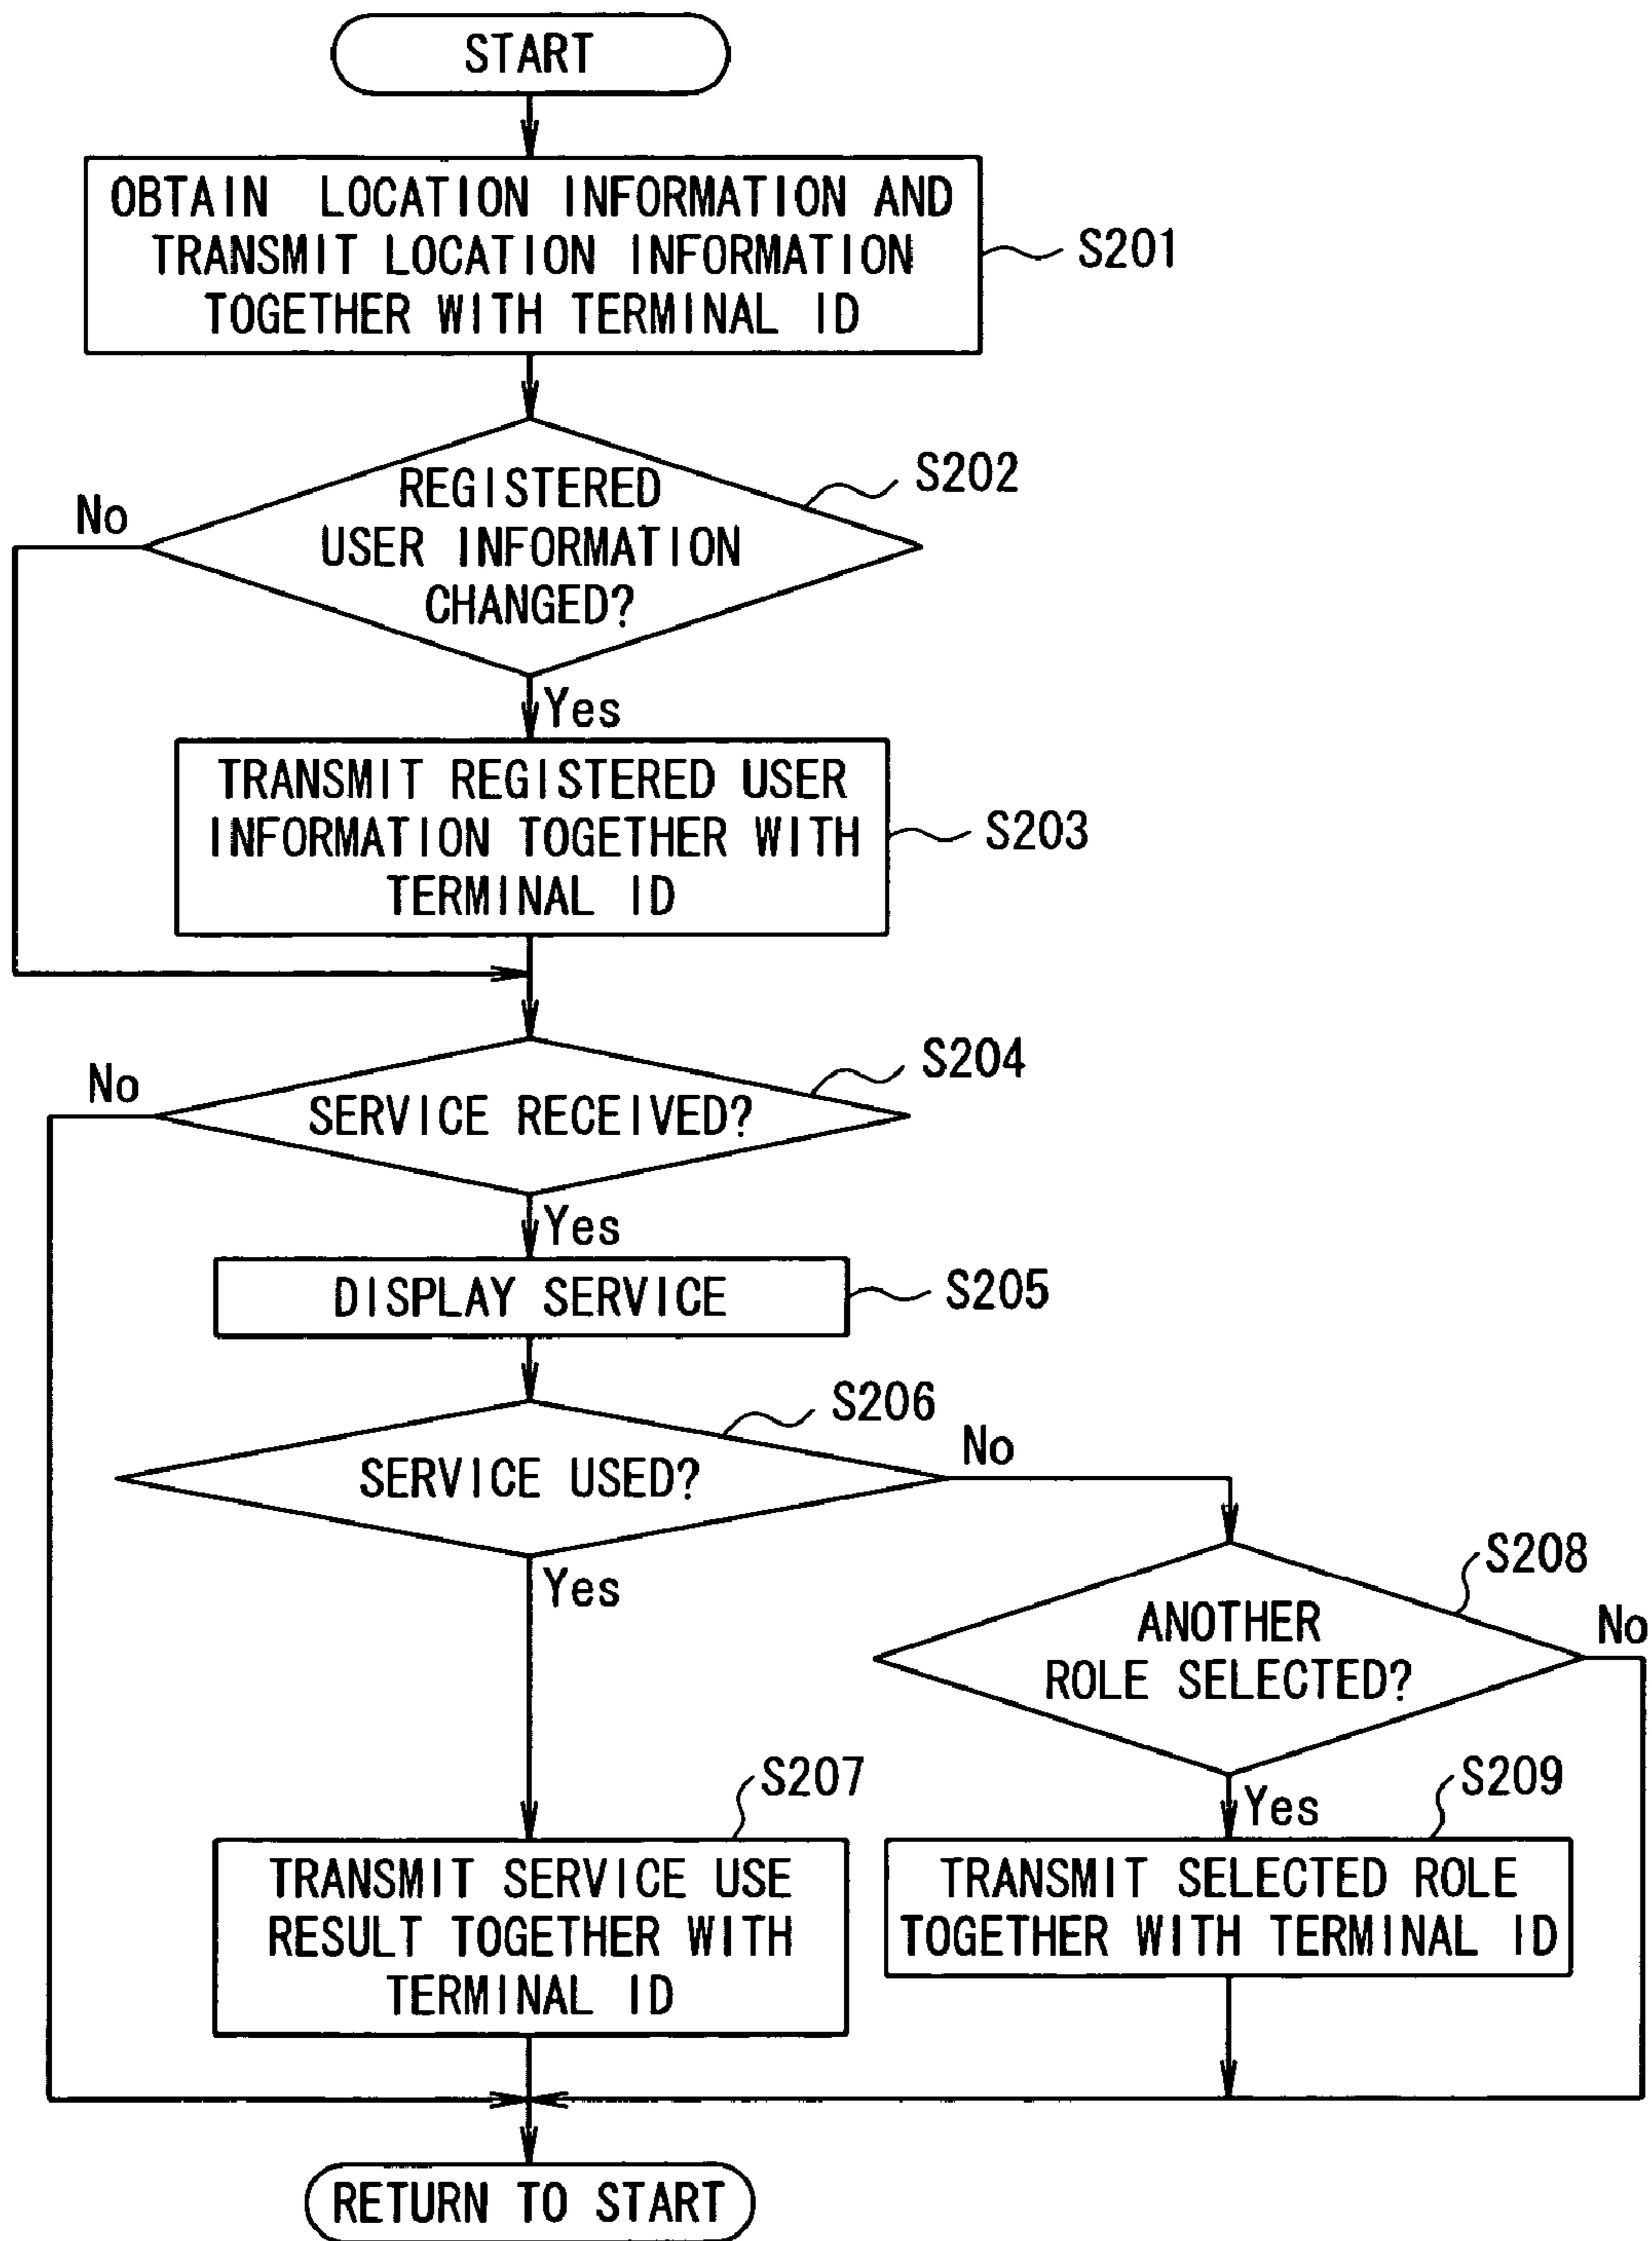 START
OBTAIN LOCATION INFORMATION AND
TRANSMIT LOCATION INFORMATION
TOGETHER WITH TERMINAL ID
S201
S202
No
REGISTERED
USER INFORMATION
CHANGED?
Yes
TRANSMIT REGISTERED USER
INFORMATION TOGETHER WITH
TERMINAL ID
S203
S204
No
SERVICE RECEIVED?
Yes
DISPLAY SERVICE
S205
S206
No
SERVICE USED?
Yes
S208
No
ANOTHER
ROLE SELECTED?
S207
S209
Yes
TRANSMIT SERVICE USE
RESULT TOGETHER WITH
TERMINAL ID
TRANSMIT SELECTED ROLE
TOGETHER WITH TERMINAL ID
RETURN TO START